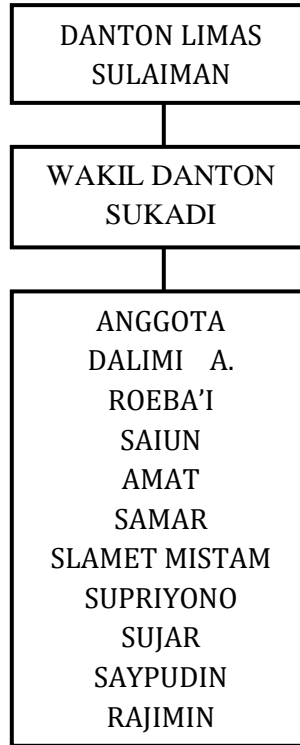 DANTON LIMAS
SULAIMAN
WAKIL DANTON
SUKADI
ANGGOTA
DALIMI A.
ROEBA’I
SAIUN
AMAT
SAMAR
SLAMET MISTAM
SUPRIYONO
SUJAR
SAYPUDIN
RAJIMIN